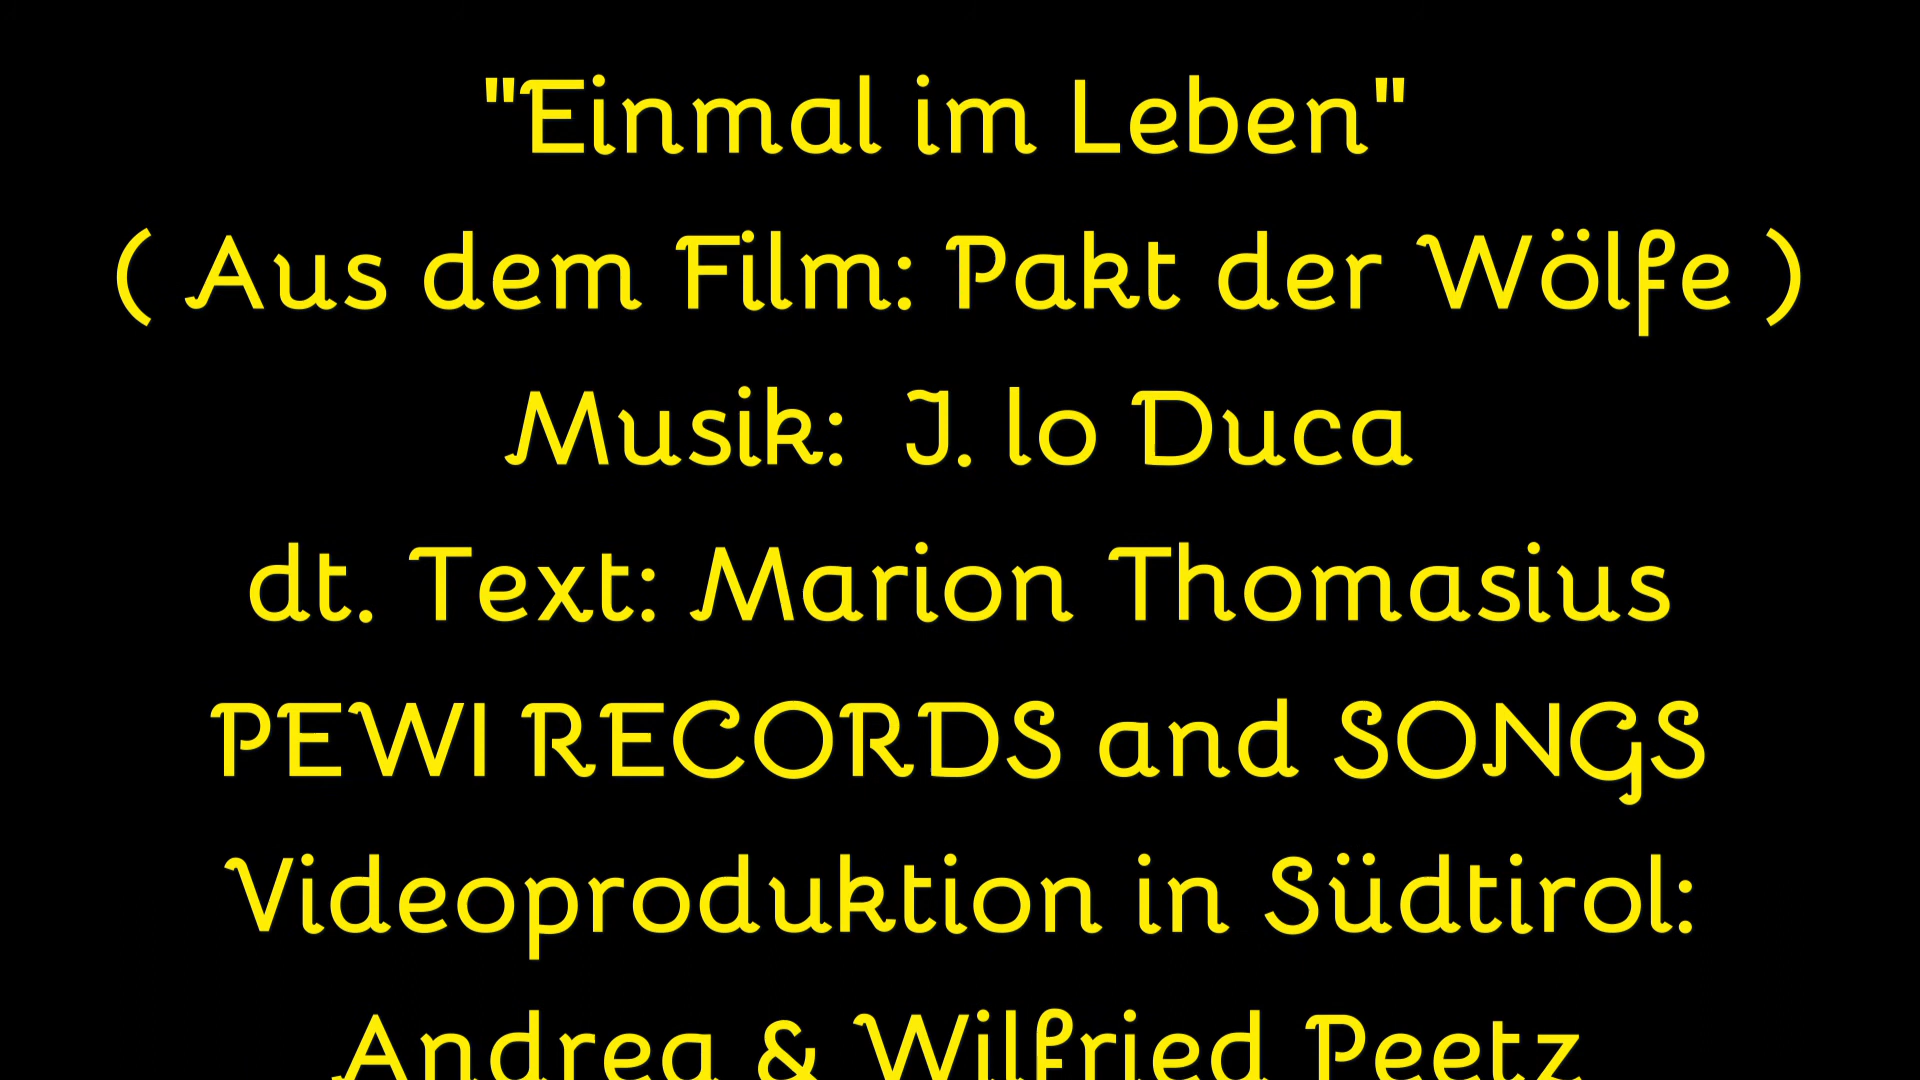 "Einmal im Leben"
( Aus dem Film: Pakt der Wölfe )
Musik:  J. lo Duca
dt. Text: Marion Thomasius
PEWI RECORDS and SONGS
Videoproduktion in Südtirol:
Andrea & Wilfried Peetz